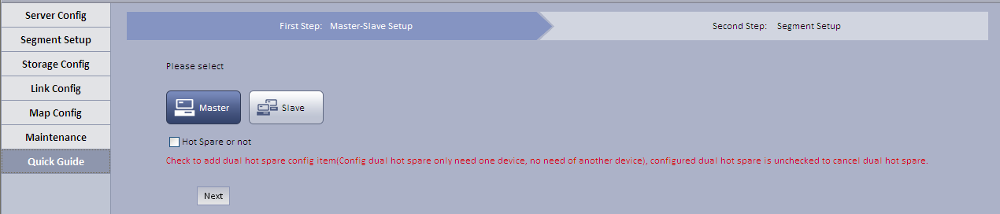 Server Config
Segment Setup
Storage Config
Link Config
Map Config
Maintenance
Quick Guide
First Step: Master-Slave Setup
Second Step: Segment Setup
Please select
Master
Slave
Hot Spare or not
Check to add dual hot spare config item(Config dual hot spare only need one device, no need of another device), configured dual hot spare is unchecked to cancel dual hot spare.
Next